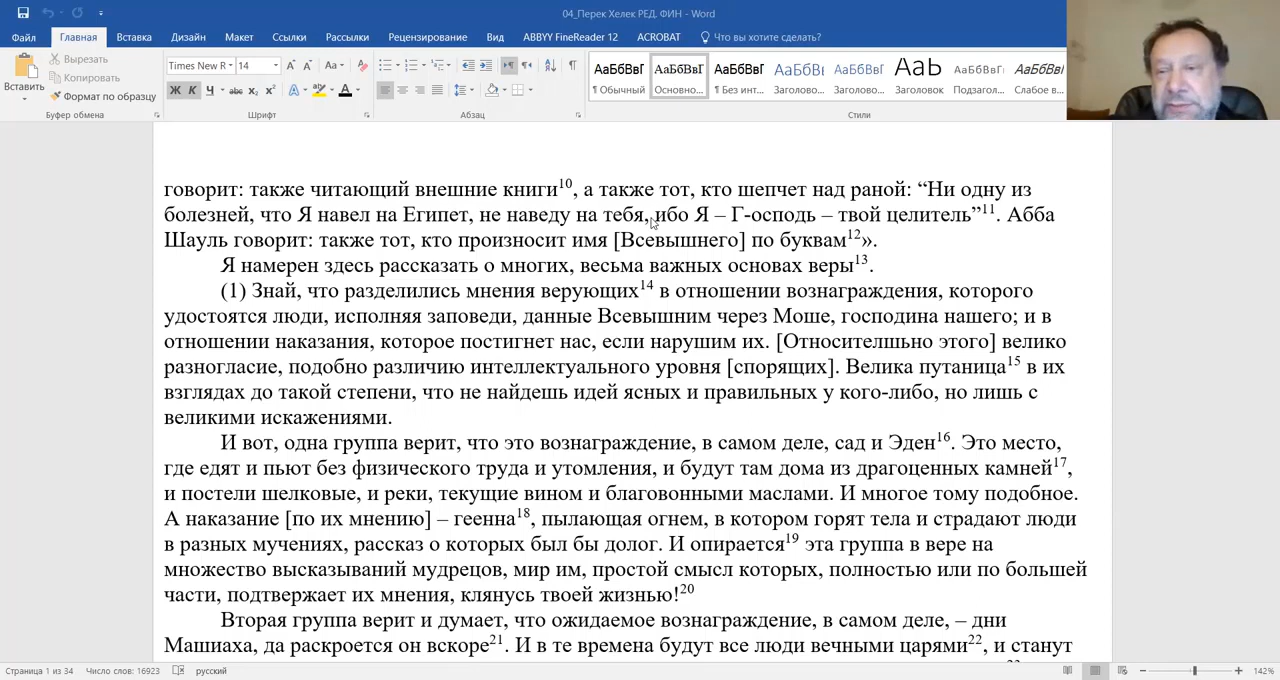 04_Перек Хелек РЕД. ФИН - Word
Файл Главная Вставка Дизайн Макет Ссылки Рассылки Рецензирование Вид ABBYY FineReader 12 ACROBAT Что вы хотите сделать?
Вставить
Вырезать
Копировать
Формат по образцу
Буфер обмена
Times New R 14
Ж К Ч abc x₂ x²
Шрифт
Абзац
АаБбВвГ АаБбВвГ АаБбВвГ АаБбВв АаБбВвГ АаЬ АаБбВвГ АаБбВвГ
¶ Обычный Основно... ¶ Без инт... Заголово... Заголово... Заголовок Подзагол... Слабое в...
Стили
говорит: также читающий внешние книги¹⁰, а также тот, кто шепчет над раной: “Ни одну из
болезней, что Я навел на Египет, не наведу на тебя, ибо Я – Г-осподь – твой целитель”¹¹. Абба
Шауль говорит: также тот, кто произносит имя [Всевышнего] по буквам¹²».
Я намерен здесь рассказать о многих, весьма важных основах веры¹³.
(1) Знай, что разделились мнения верующих¹⁴ в отношении вознаграждения, которого
удостоятся люди, исполняя заповеди, данные Всевышним через Моше, господина нашего; и в
отношении наказания, которое постигнет нас, если нарушим их. [Относителшьно этого] велико
разногласие, подобно различию интеллектуального уровня [спорящих]. Велика путаница¹⁵ в их
взглядах до такой степени, что не найдешь идей ясных и правильных у кого-либо, но лишь с
великими искажениями.
И вот, одна группа верит, что это вознаграждение, в самом деле, сад и Эден¹⁶. Это место,
где едят и пьют без физического труда и утомления, и будут там дома из драгоценных камней¹⁷,
и постели шелковые, и реки, текущие вином и благовонными маслами. И многое тому подобное.
А наказание [по их мнению] – геенна¹⁸, пылающая огнем, в котором горят тела и страдают люди
в разных мучениях, рассказ о которых был бы долог. И опирается¹⁹ эта группа в вере на
множество высказываний мудрецов, мир им, простой смысл которых, полностью или по большей
части, подтвержает их мнения, клянусь твоей жизнью!²⁰
Вторая группа верит и думает, что ожидаемое вознаграждение, в самом деле, – дни
Машиаха, да раскроется он вскоре²¹. И в те времена будут все люди вечными царями²², и станут
Страница 1 из 34 Число слов: 16923 русский 142%